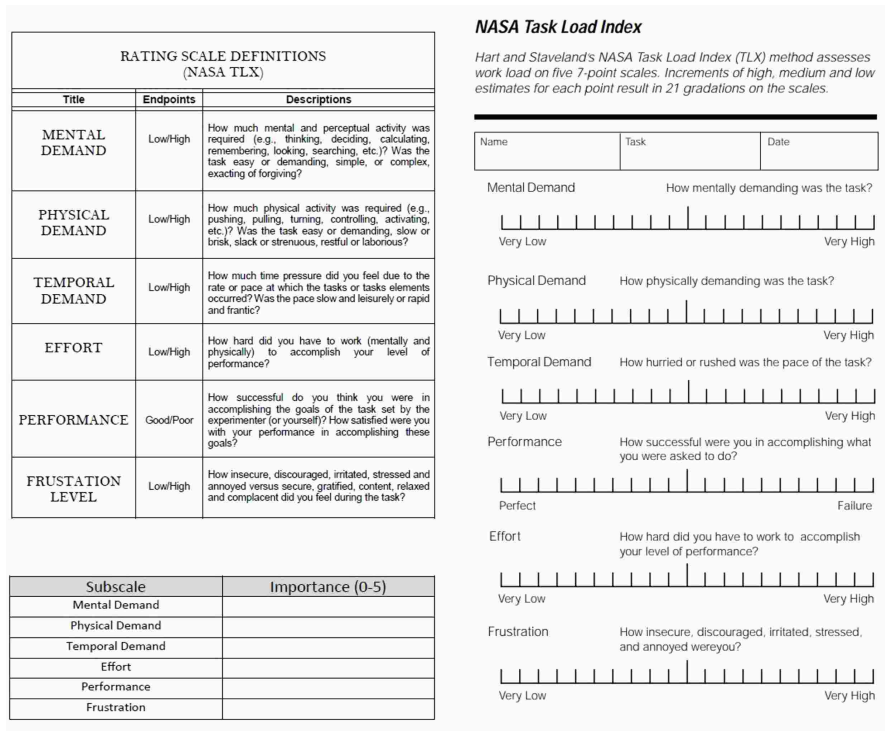 RATING SCALE DEFINITIONS
(NASA TLX)
Title Endpoints Descriptions
MENTAL
DEMAND
Low/High
How much mental and perceptual activity was
required (e.g., thinking, deciding, calculating,
remembering, looking, searching, etc.)? Was the
task easy or demanding, simple, or complex,
exacting of forgiving?
PHYSICAL
DEMAND
Low/High
How much physical activity was required (e.g.,
pushing, pulling, turning, controlling, activating,
etc.)? Was the task easy or demanding, slow or
brisk, slack or strenuous, restful or laborious?
TEMPORAL
DEMAND
Low/High
How much time pressure did you feel due to the
rate or pace at which the tasks or tasks elements
occurred? Was the pace slow and leisurely or rapid
and frantic?
EFFORT
Low/High
How hard did you have to work (mentally and
physically) to accomplish your level of
performance?
PERFORMANCE
Good/Poor
How successful do you think you were in
accomplishing the goals of the task set by the
experimenter (or yourself)? How satisfied were you
with your performance in accomplishing these
goals?
FRUSTATION
LEVEL
Low/High
How insecure, discouraged, irritated, stressed and
annoyed versus secure, gratified, content, relaxed
and complacent did you feel during the task?
Subscale Importance (0-5)
Mental Demand
Physical Demand
Temporal Demand
Effort
Performance
Frustration
NASA Task Load Index
Hart and Staveland's NASA Task Load Index (TLX) method assesses
work load on five 7-point scales. Increments of high, medium and low
estimates for each point result in 21 gradations on the scales.
Name Task Date
Mental Demand How mentally demanding was the task?
Very Low Very High
Physical Demand How physically demanding was the task?
Very Low Very High
Temporal Demand How hurried or rushed was the pace of the task?
Very Low Very High
Performance How successful were you in accomplishing what
you were asked to do?
Perfect Failure
Effort How hard did you have to work to accomplish
your level of performance?
Very Low Very High
Frustration How insecure, discouraged, irritated, stressed,
and annoyed wereyou?
Very Low Very High